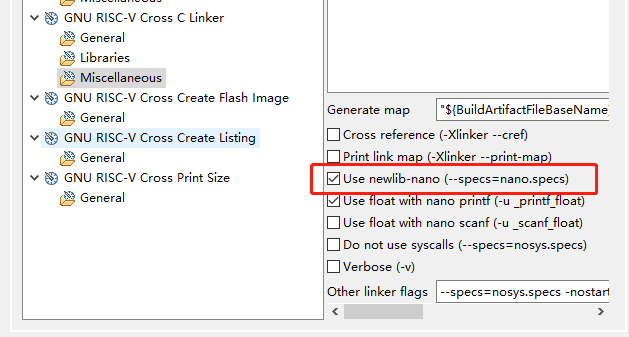 GNU RISC-V Cross C Linker
General
Libraries
Miscellaneous
GNU RISC-V Cross Create Flash Image
General
GNU RISC-V Cross Create Listing
General
GNU RISC-V Cross Print Size
General
Generate map "${BuildArtifactFileBaseName
Cross reference (-Xlinker --cref)
Print link map (-Xlinker --print-map)
Use newlib-nano (--specs=nano.specs)
Use float with nano printf (-u _printf_float)
Use float with nano scanf (-u _scanf_float)
Do not use syscalls (--specs=nosys.specs)
Verbose (-v)
Other linker flags --specs=nosys.specs -nostart